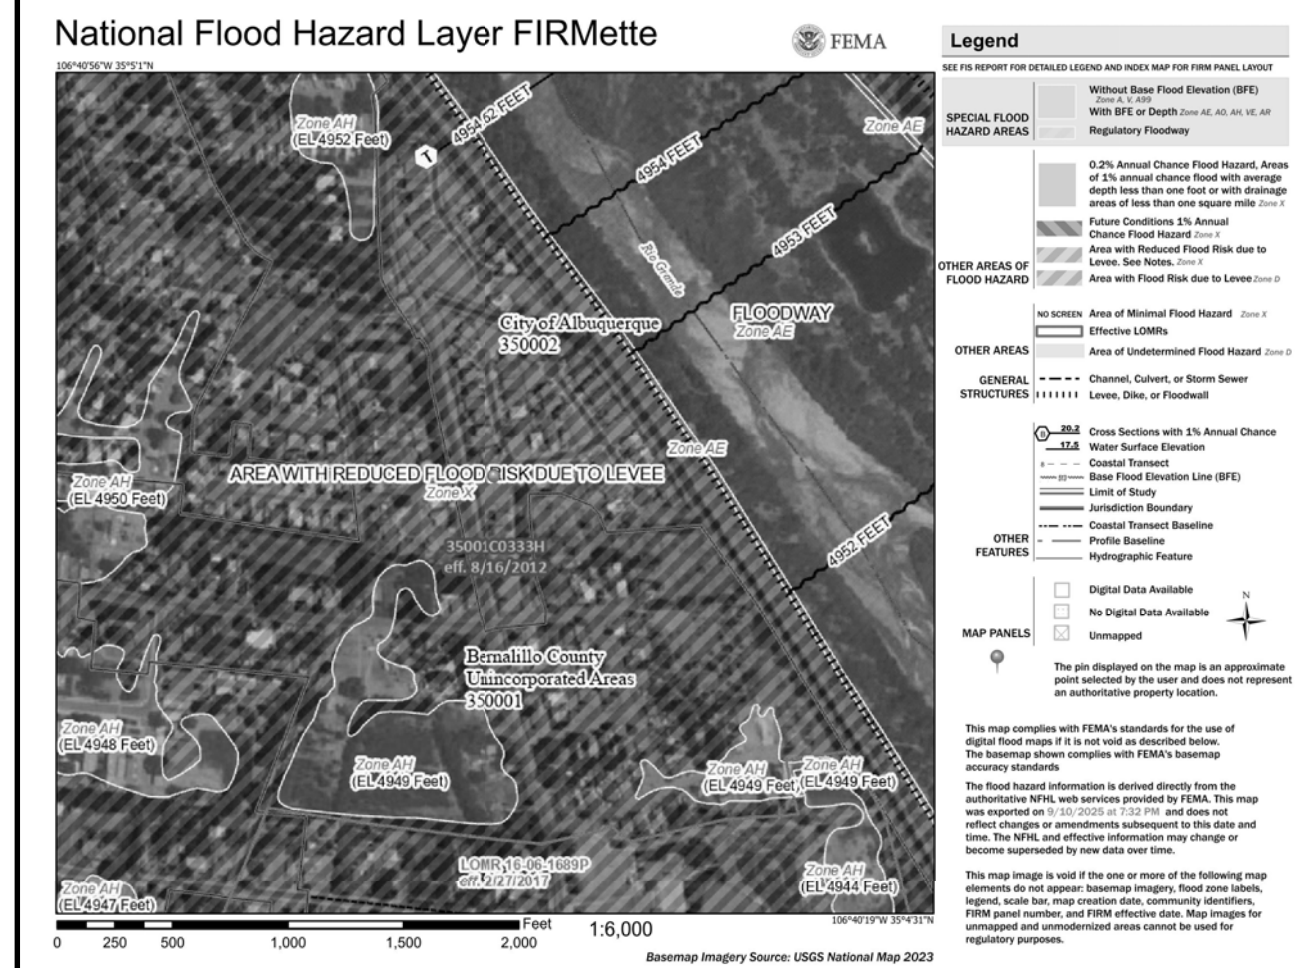 National Flood Hazard Layer FIRMette
FEMA
106°40'56"W 35°5'1"N
Zone AH
(EL 4952 Feet)
4954.62 FEET
T
4954 FEET
Zone AE
4953 FEET
Rio Grande
FLOODWAY
Zone AE
City of Albuquerque
350002
Zone AE
AREA WITH REDUCED FLOOD RISK DUE TO LEVEE
Zone X
Zone AH
(EL 4950 Feet)
35001C0333H
eff. 8/16/2012
4952 FEET
Bernalillo County
Unincorporated Areas
350001
Zone AH
(EL 4948 Feet)
Zone AH
(EL 4949 Feet)
Zone AH
(EL 4949 Feet)
Zone AH
(EL 4949 Feet)
LOMR 16-06-1689P
eff. 2/27/2017
Zone AH
(EL 4944 Feet)
Zone AH
(EL 4947 Feet)
106°40'19"W 35°4'31"N
0 250 500 1,000 1,500 2,000
Feet
1:6,000
Basemap Imagery Source: USGS National Map 2023
Legend
SEE FIS REPORT FOR DETAILED LEGEND AND INDEX MAP FOR FIRM PANEL LAYOUT
SPECIAL FLOOD
HAZARD AREAS
Without Base Flood Elevation (BFE)
Zone A, V, A99
With BFE or Depth Zone AE, AO, AH, VE, AR
Regulatory Floodway
OTHER AREAS OF
FLOOD HAZARD
0.2% Annual Chance Flood Hazard, Areas
of 1% annual chance flood with average
depth less than one foot or with drainage
areas of less than one square mile Zone X
Future Conditions 1% Annual
Chance Flood Hazard Zone X
Area with Reduced Flood Risk due to
Levee. See Notes. Zone X
Area with Flood Risk due to Levee Zone D
OTHER AREAS
NO SCREEN Area of Minimal Flood Hazard Zone X
Effective LOMRs
Area of Undetermined Flood Hazard Zone D
GENERAL
STRUCTURES
Channel, Culvert, or Storm Sewer
Levee, Dike, or Floodwall
OTHER
FEATURES
B 20.2 Cross Sections with 1% Annual Chance
17.5 Water Surface Elevation
8 Coastal Transect
513 Base Flood Elevation Line (BFE)
Limit of Study
Jurisdiction Boundary
Coastal Transect Baseline
Profile Baseline
Hydrographic Feature
MAP PANELS
Digital Data Available
No Digital Data Available
Unmapped
N
The pin displayed on the map is an approximate
point selected by the user and does not represent
an authoritative property location.
This map complies with FEMA's standards for the use of
digital flood maps if it is not void as described below.
The basemap shown complies with FEMA's basemap
accuracy standards
The flood hazard information is derived directly from the
authoritative NFHL web services provided by FEMA. This map
was exported on 9/10/2025 at 7:32 PM and does not
reflect changes or amendments subsequent to this date and
time. The NFHL and effective information may change or
become superseded by new data over time.
This map image is void if the one or more of the following map
elements do not appear: basemap imagery, flood zone labels,
legend, scale bar, map creation date, community identifiers,
FIRM panel number, and FIRM effective date. Map images for
unmapped and unmodernized areas cannot be used for
regulatory purposes.